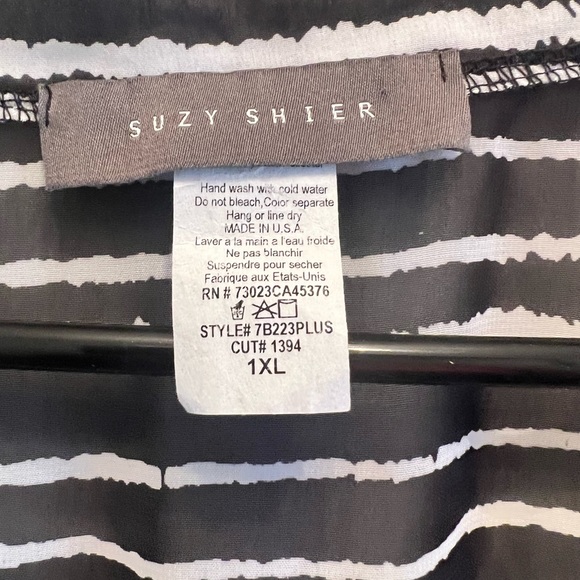 SUZY SHIER
Hand wash with cold water
Do not bleach,Color separate
Hang or line dry
MADE IN U.S.A.
Laver a la main a l'eau froide
Ne pas blanchir
Suspendre pour secher
Fabrique aux Etats-Unis
RN # 73023CA45376
STYLE# 7B223PLUS
CUT# 1394
1XL